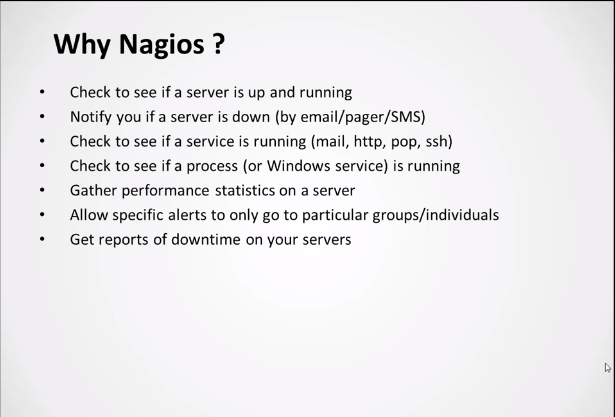 Why Nagios ?
• Check to see if a server is up and running
• Notify you if a server is down (by email/pager/SMS)
• Check to see if a service is running (mail, http, pop, ssh)
• Check to see if a process (or Windows service) is running
• Gather performance statistics on a server
• Allow specific alerts to only go to particular groups/individuals
• Get reports of downtime on your servers